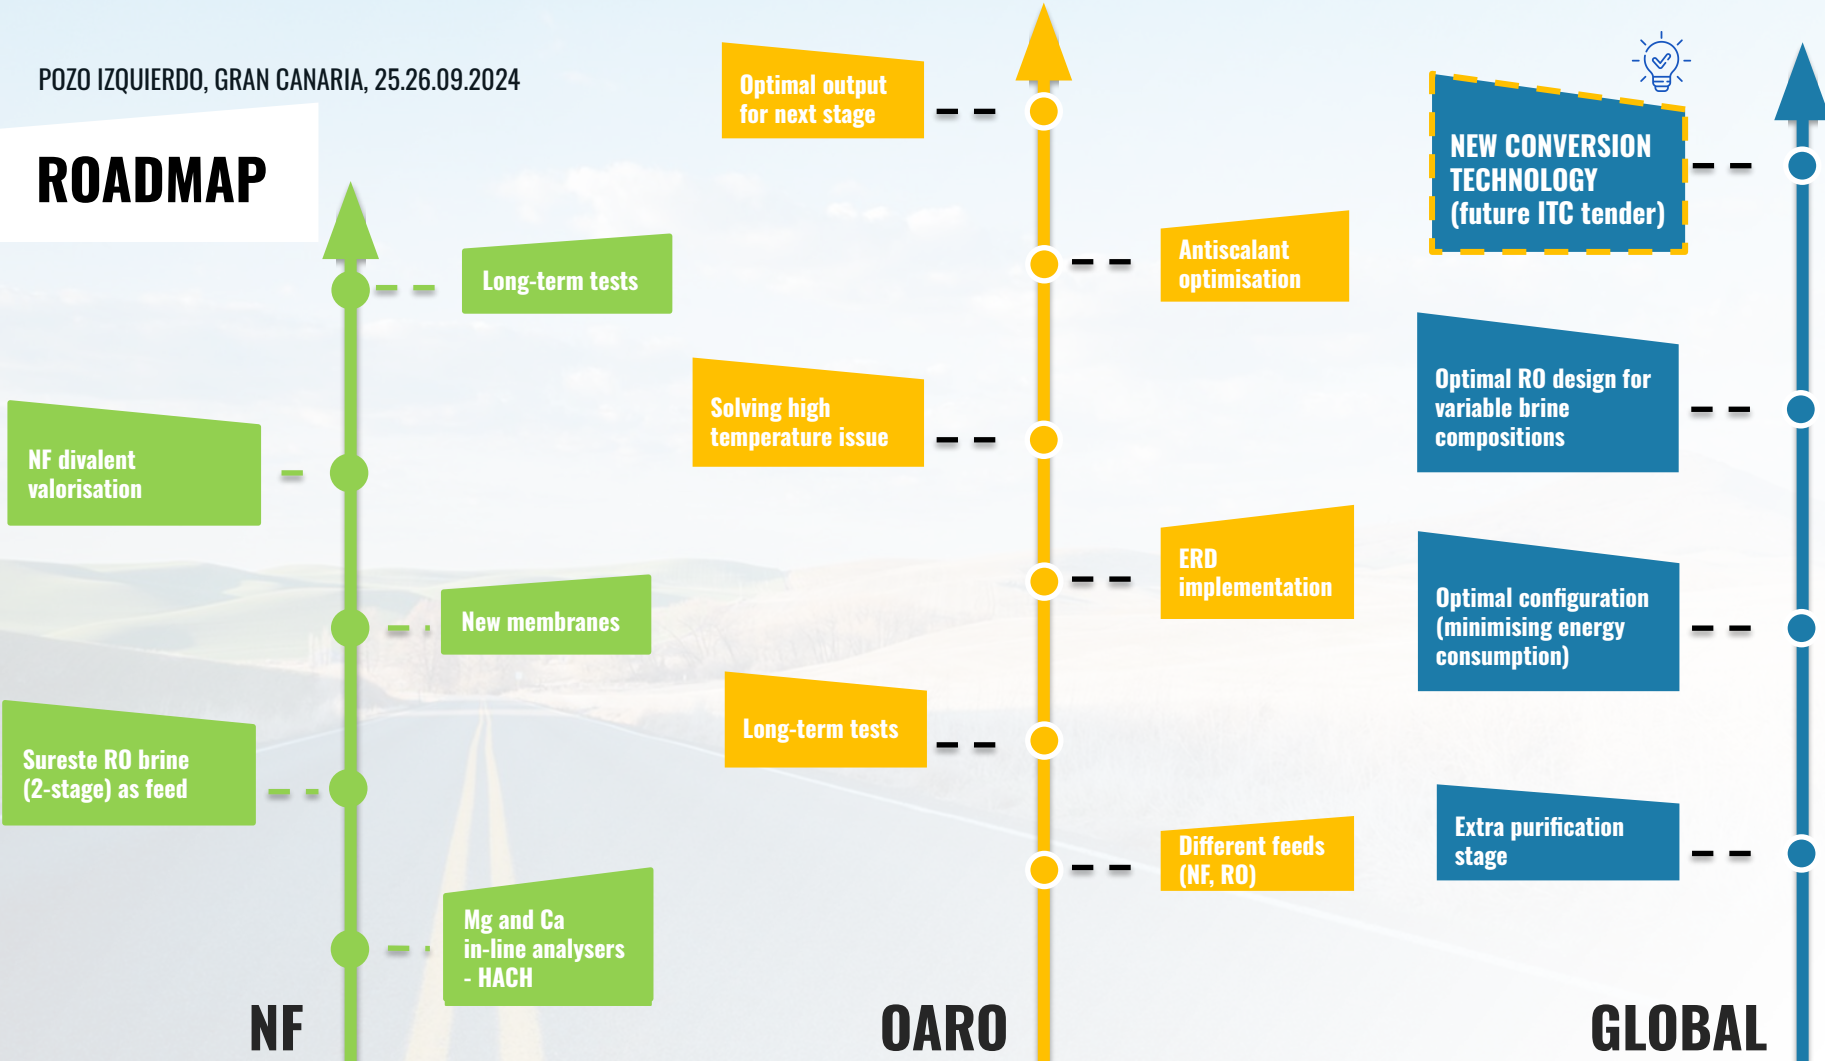 POZO IZQUIERDO, GRAN CANARIA, 25.26.09.2024
ROADMAP
Long-term tests
NF divalent
valorisation
New membranes
Sureste RO brine
(2-stage) as feed
Mg and Ca
in-line analysers
- HACH
NF
Optimal output
for next stage
Antiscalant
optimisation
Solving high
temperature issue
ERD
implementation
Long-term tests
Different feeds
(NF, RO)
OARO
NEW CONVERSION
TECHNOLOGY
(future ITC tender)
Optimal RO design for
variable brine
compositions
Optimal configuration
(minimising energy
consumption)
Extra purification
stage
GLOBAL